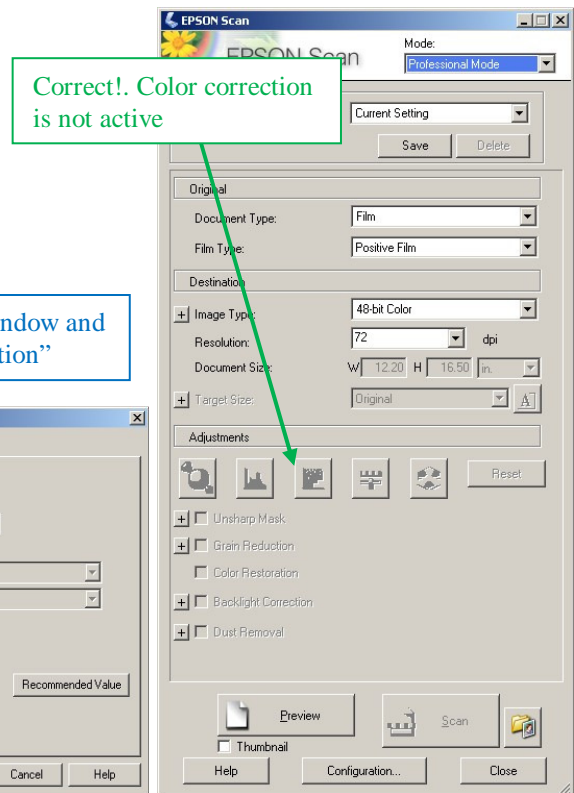 EPSON Scan
EPSON Scan
Mode:
Professional Mode
Correct!. Color correction
is not active
Current Setting
Save Delete
Original
Document Type: Film
Film Type: Positive Film
Destination
Image Type: 48-bit Color
Resolution: 72 dpi
Document Size: W 12.20 H 16.50 in.
Target Size: Original
A
Adjustments
Reset
Unsharp Mask
Grain Reduction
Color Restoration
Backlight Correction
Dust Removal
Preview
Scan
Thumbnail
Help Configuration... Close
ndow and
tion”
Recommended Value
Cancel Help